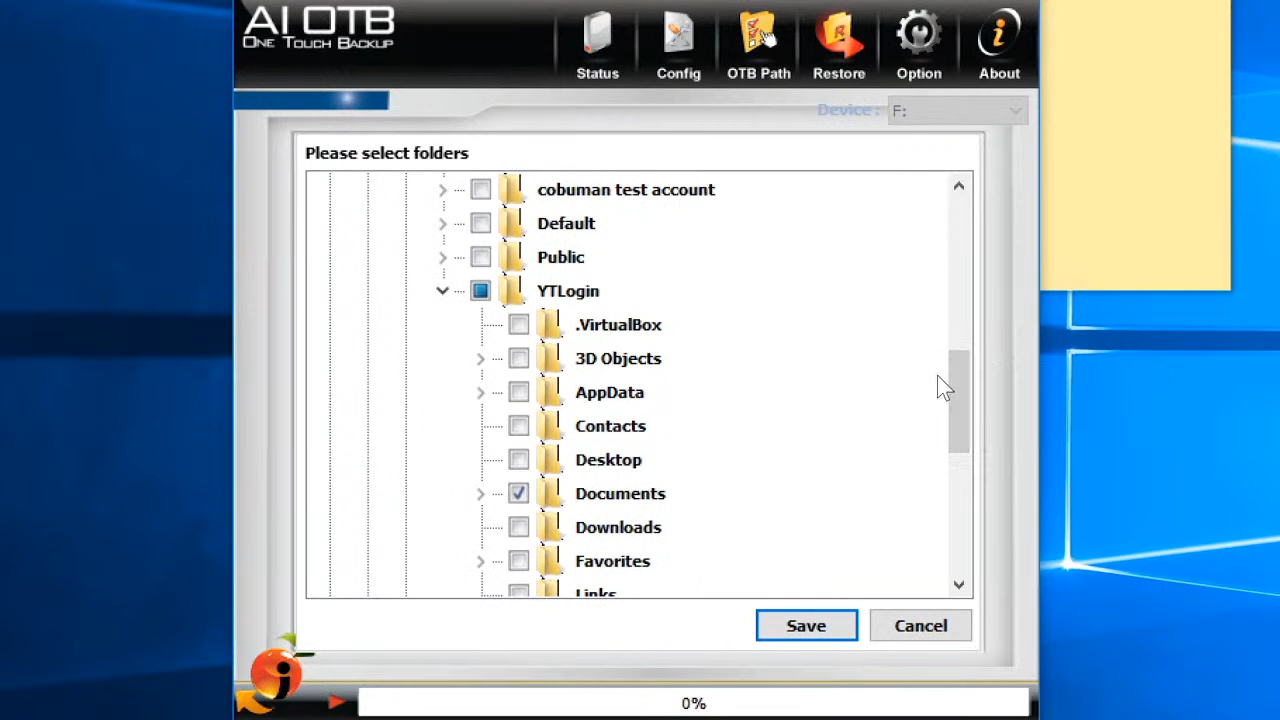 AI OTB
ONE TOUCH BACKUP
Status
Config
OTB Path
Restore
Option
About
Device : F:
Please select folders
cobuman test account
Default
Public
YTLogin
.VirtualBox
3D Objects
AppData
Contacts
Desktop
Documents
Downloads
Favorites
Links
Save
Cancel
0%